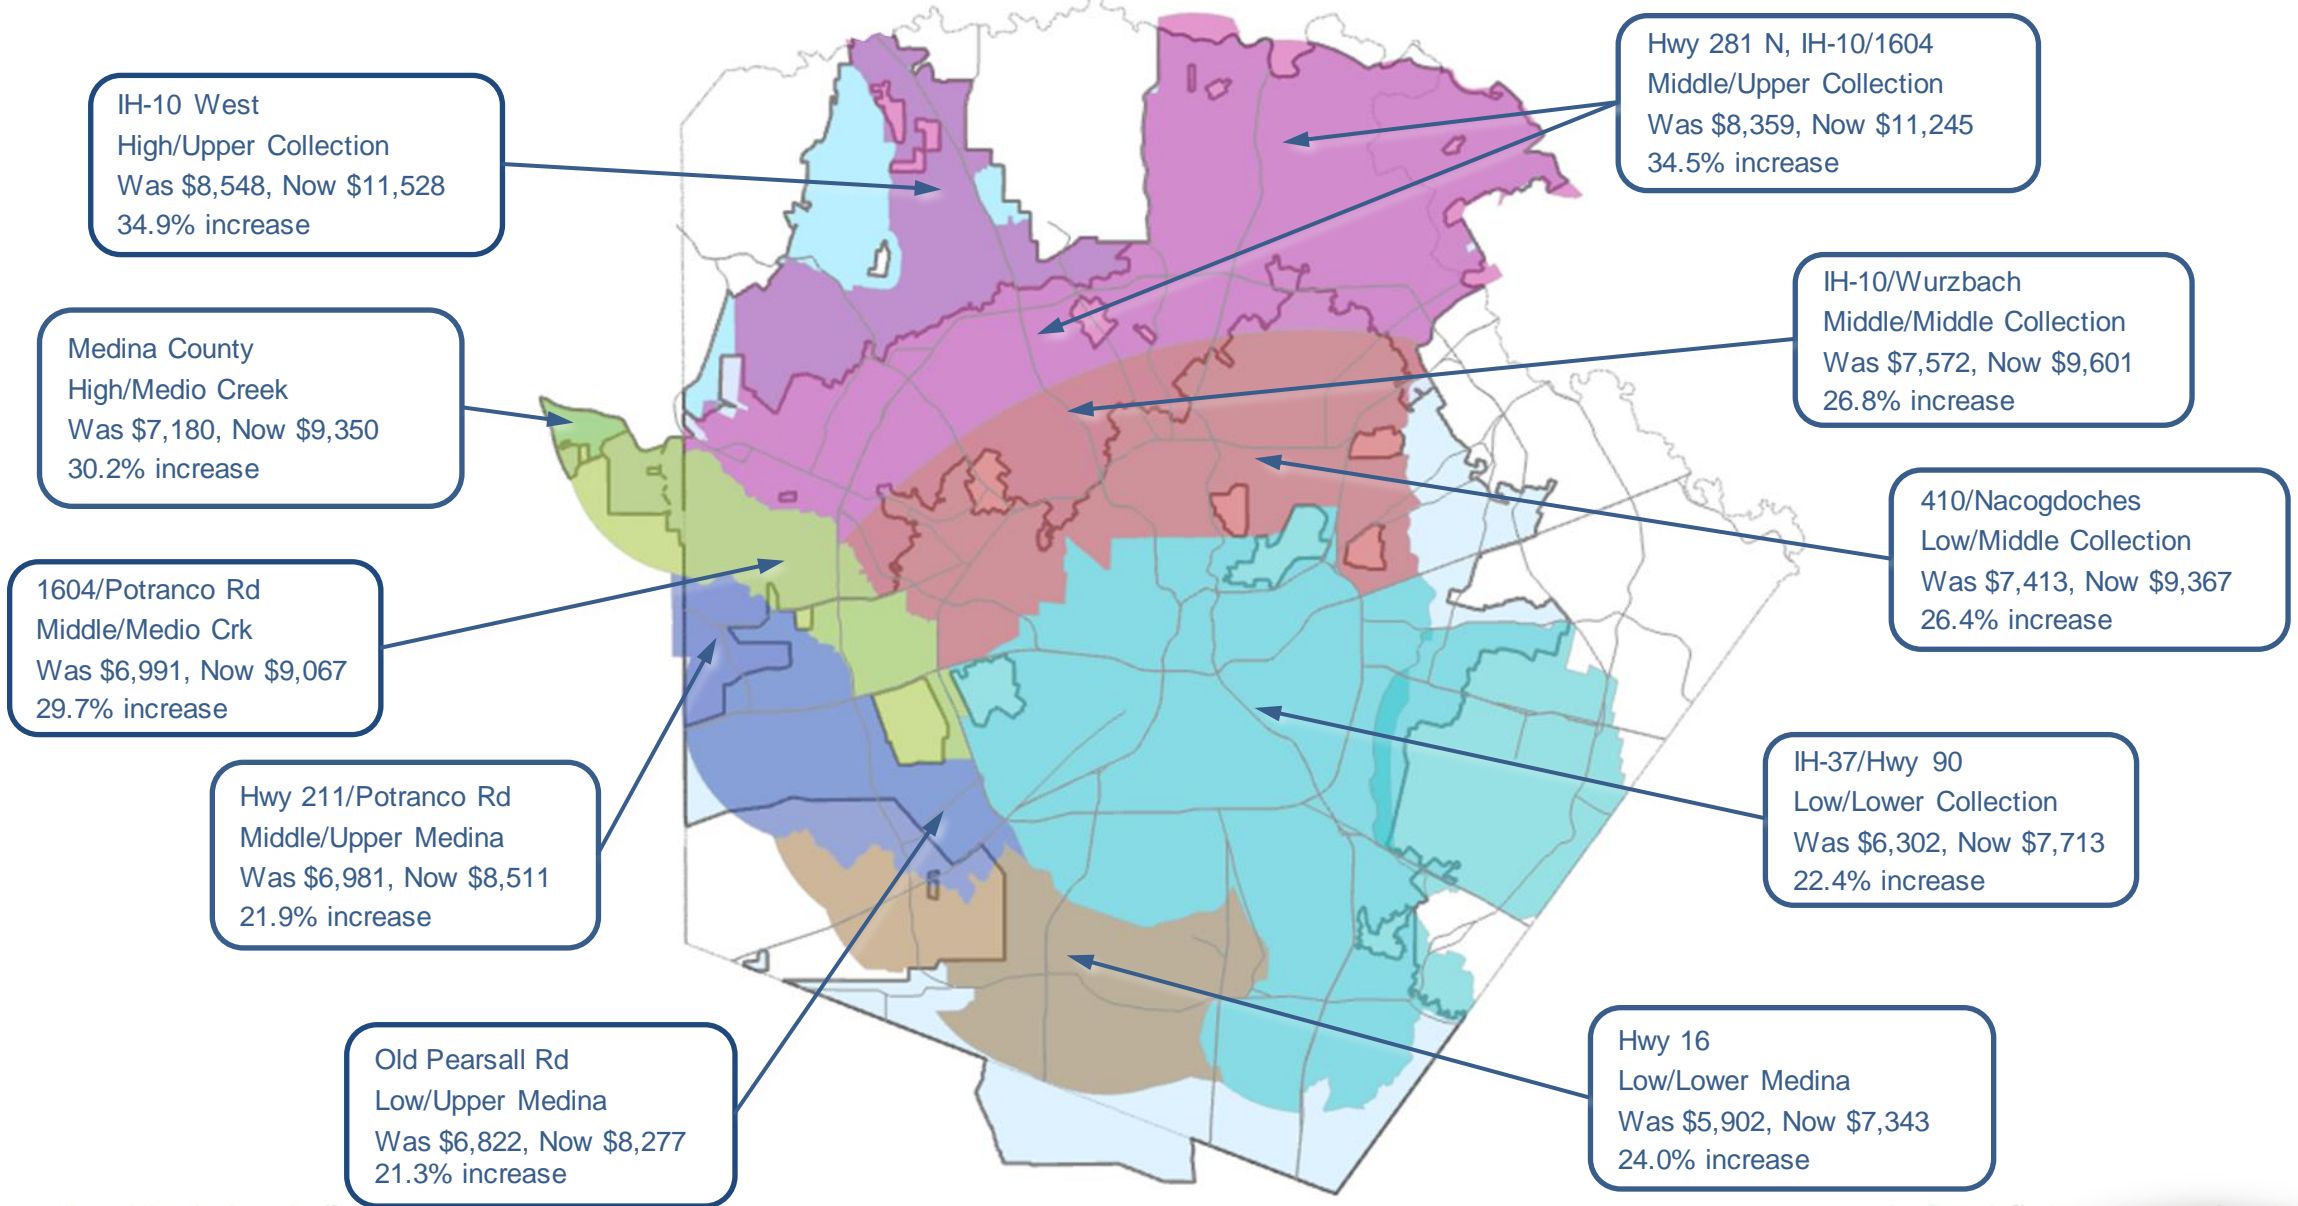 IH-10 West
High/Upper Collection
Was $8,548, Now $11,528
34.9% increase
Hwy 281 N, IH-10/1604
Middle/Upper Collection
Was $8,359, Now $11,245
34.5% increase
Medina County
High/Medio Creek
Was $7,180, Now $9,350
30.2% increase
IH-10/Wurzbach
Middle/Middle Collection
Was $7,572, Now $9,601
26.8% increase
1604/Potranco Rd
Middle/Medio Crk
Was $6,991, Now $9,067
29.7% increase
410/Nacogdoches
Low/Middle Collection
Was $7,413, Now $9,367
26.4% increase
Hwy 211/Potranco Rd
Middle/Upper Medina
Was $6,981, Now $8,511
21.9% increase
IH-37/Hwy 90
Low/Lower Collection
Was $6,302, Now $7,713
22.4% increase
Old Pearsall Rd
Low/Upper Medina
Was $6,822, Now $8,277
21.3% increase
Hwy 16
Low/Lower Medina
Was $5,902, Now $7,343
24.0% increase